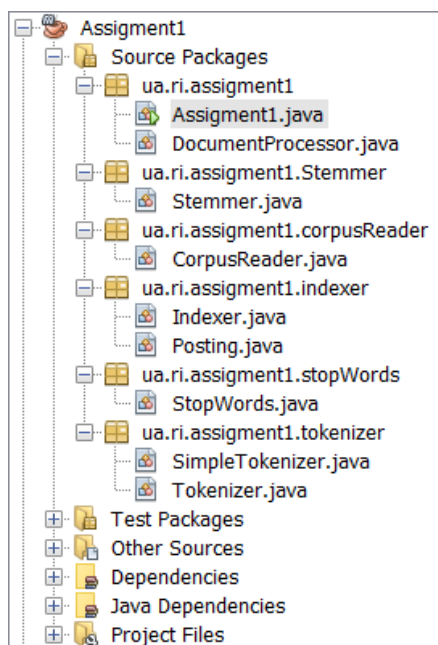 Assigment1
Source Packages
ua.ri.assigment1
Assigment1.java
DocumentProcessor.java
ua.ri.assigment1.Stemmer
Stemmer.java
ua.ri.assigment1.corpusReader
CorpusReader.java
ua.ri.assigment1.indexer
Indexer.java
Posting.java
ua.ri.assigment1.stopWords
StopWords.java
ua.ri.assigment1.tokenizer
SimpleTokenizer.java
Tokenizer.java
Test Packages
Other Sources
Dependencies
Java Dependencies
Project Files